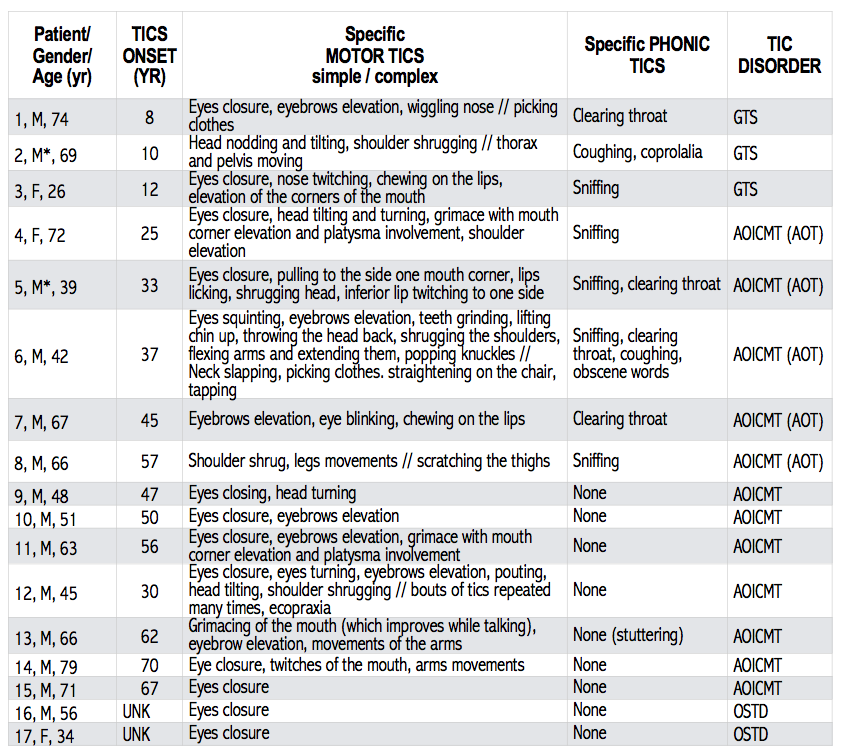 Patient/ Gender/ Age (yr) TICS ONSET (YR) Specific MOTOR TICS simple / complex Specific PHONIC TICS TIC DISORDER
1, M, 74 8 Eyes closure, eyebrows elevation, wiggling nose // picking clothes Clearing throat GTS
2, M*, 69 10 Head nodding and tilting, shoulder shrugging // thorax and pelvis moving Coughing, coprolalia GTS
3, F, 26 12 Eyes closure, nose twitching, chewing on the lips, elevation of the corners of the mouth Sniffing GTS
4, F, 72 25 Eyes closure, head tilting and turning, grimace with mouth corner elevation and platysma involvement, shoulder elevation Sniffing AOICMT (AOT)
5, M*, 39 33 Eyes closure, pulling to the side one mouth corner, lips licking, shrugging head, inferior lip twitching to one side Sniffing, clearing throat AOICMT (AOT)
6, M, 42 37 Eyes squinting, eyebrows elevation, teeth grinding, lifting chin up, throwing the head back, shrugging the shoulders, flexing arms and extending them, popping knuckles // Neck slapping, picking clothes. straightening on the chair, tapping Sniffing, clearing throat, coughing, obscene words AOICMT (AOT)
7, M, 67 45 Eyebrows elevation, eye blinking, chewing on the lips Clearing throat AOICMT (AOT)
8, M, 66 57 Shoulder shrug, legs movements // scratching the thighs Sniffing AOICMT (AOT)
9, M, 48 47 Eyes closing, head turning None AOICMT
10, M, 51 50 Eyes closure, eyebrows elevation None AOICMT
11, M, 63 56 Eyes closure, eyebrows elevation, grimace with mouth corner elevation and platysma involvement None AOICMT
12, M, 45 30 Eyes closure, eyes turning, eyebrows elevation, pouting, head tilting, shoulder shrugging // bouts of tics repeated many times, ecopraxia None AOICMT
13, M, 66 62 Grimacing of the mouth (which improves while talking), eyebrow elevation, movements of the arms None (stuttering) AOICMT
14, M, 79 70 Eye closure, twitches of the mouth, arms movements None AOICMT
15, M, 71 67 Eyes closure None AOICMT
16, M, 56 UNK Eyes closure None OSTD
17, F, 34 UNK Eyes closure None OSTD